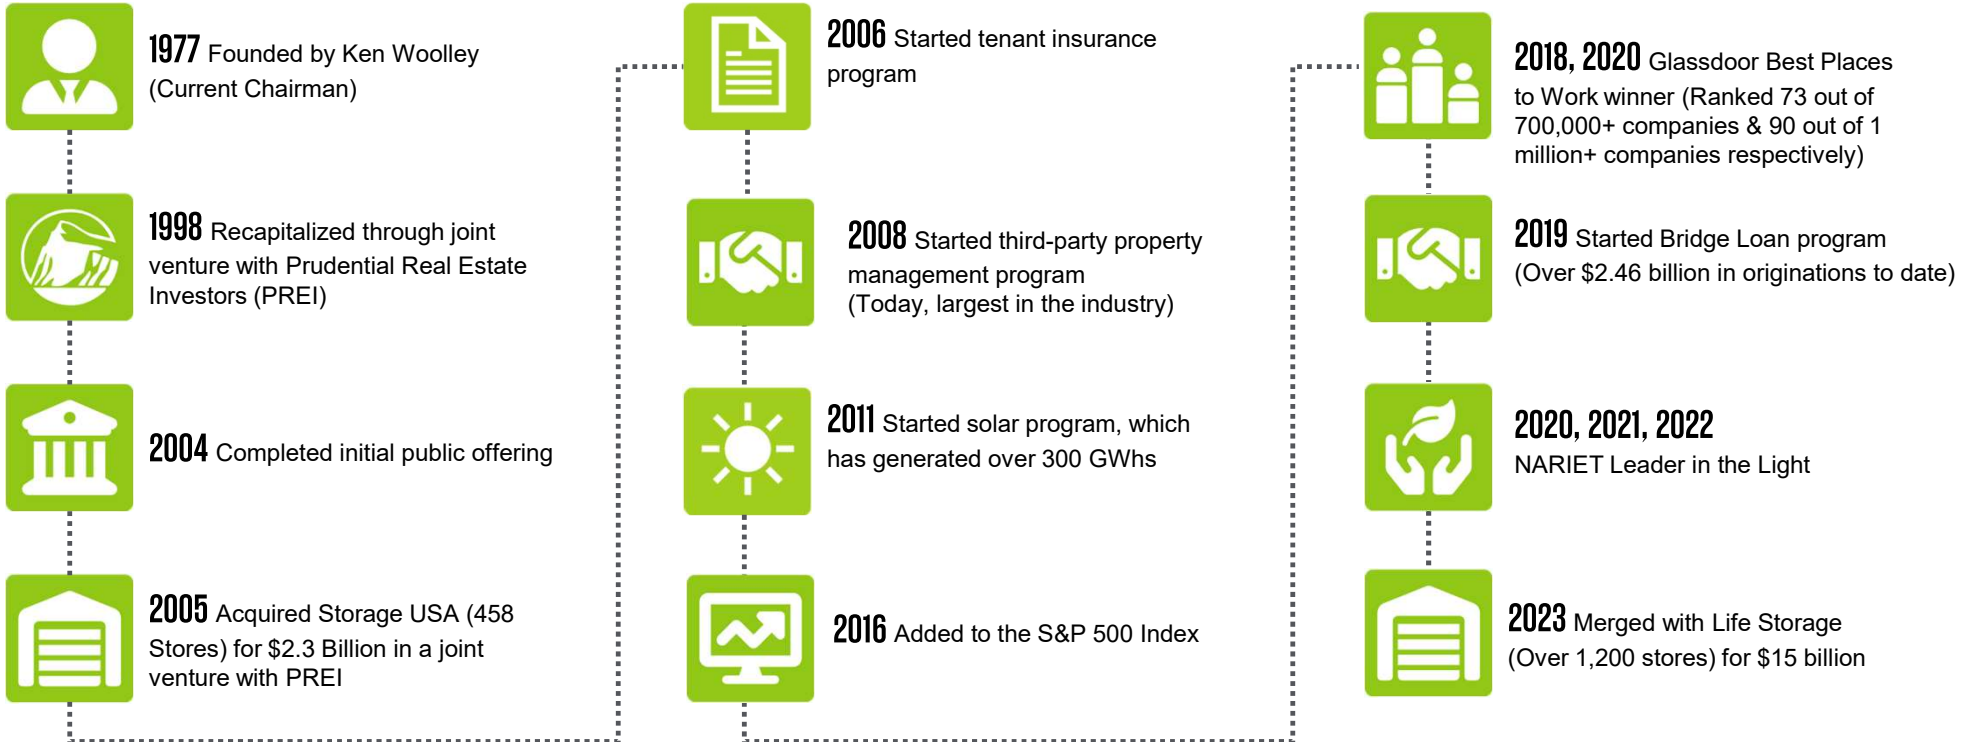 1977 Founded by Ken Woolley
(Current Chairman)
1998 Recapitalized through joint
venture with Prudential Real Estate
Investors (PREI)
2004 Completed initial public offering
2005 Acquired Storage USA (458
Stores) for $2.3 Billion in a joint
venture with PREI
2006 Started tenant insurance
program
2008 Started third-party property
management program
(Today, largest in the industry)
2011 Started solar program, which
has generated over 300 GWhs
2016 Added to the S&P 500 Index
2018, 2020 Glassdoor Best Places
to Work winner (Ranked 73 out of
700,000+ companies & 90 out of 1
million+ companies respectively)
2019 Started Bridge Loan program
(Over $2.46 billion in originations to date)
2020, 2021, 2022
NARIET Leader in the Light
2023 Merged with Life Storage
(Over 1,200 stores) for $15 billion